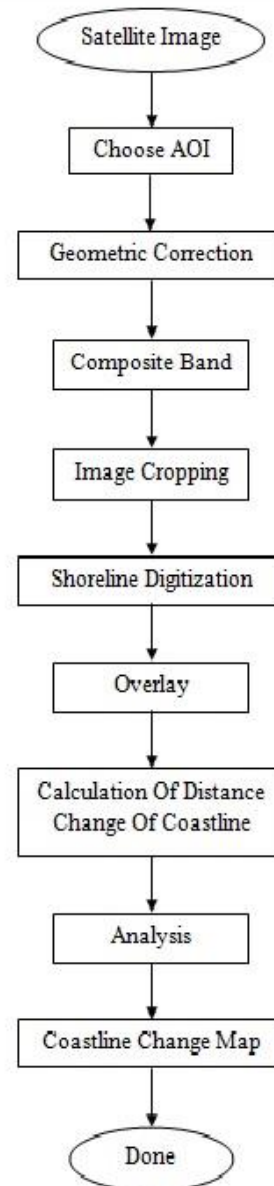 Satellite Image
Choose AOI
Geometric Correction
Composite Band
Image Cropping
Shoreline Digitization
Overlay
Calculation Of Distance
Change Of Coastline
Analysis
Coastline Change Map
Done